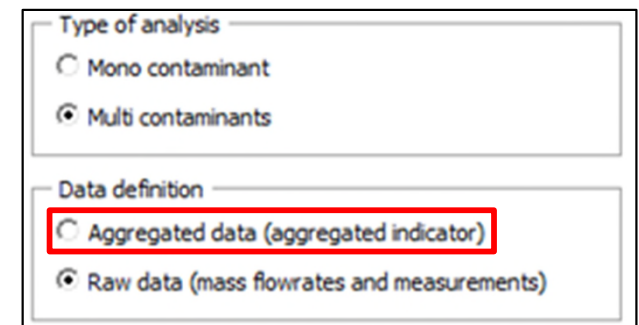 Type of analysis
Mono contaminant
Multi contaminants
Data definition
Aggregated data (aggregated indicator)
Raw data (mass flowrates and measurements)